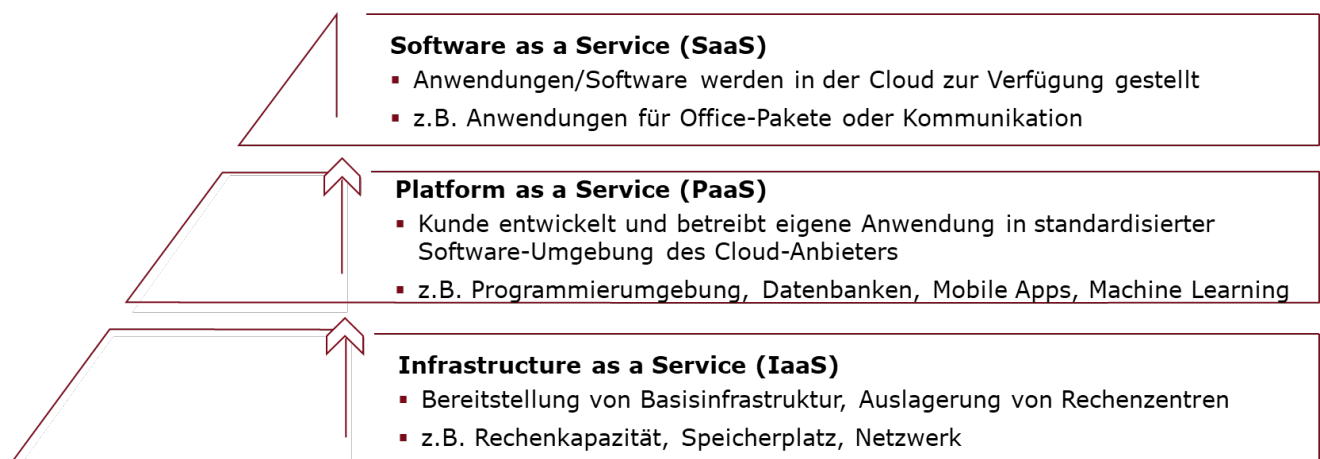 Software as a Service (SaaS)
▪ Anwendungen/Software werden in der Cloud zur Verfügung gestellt
▪ z.B. Anwendungen für Office-Pakete oder Kommunikation
Platform as a Service (PaaS)
▪ Kunde entwickelt und betreibt eigene Anwendung in standardisierter
Software-Umgebung des Cloud-Anbieters
▪ z.B. Programmierumgebung, Datenbanken, Mobile Apps, Machine Learning
Infrastructure as a Service (IaaS)
▪ Bereitstellung von Basisinfrastruktur, Auslagerung von Rechenzentren
▪ z.B. Rechenkapazität, Speicherplatz, Netzwerk